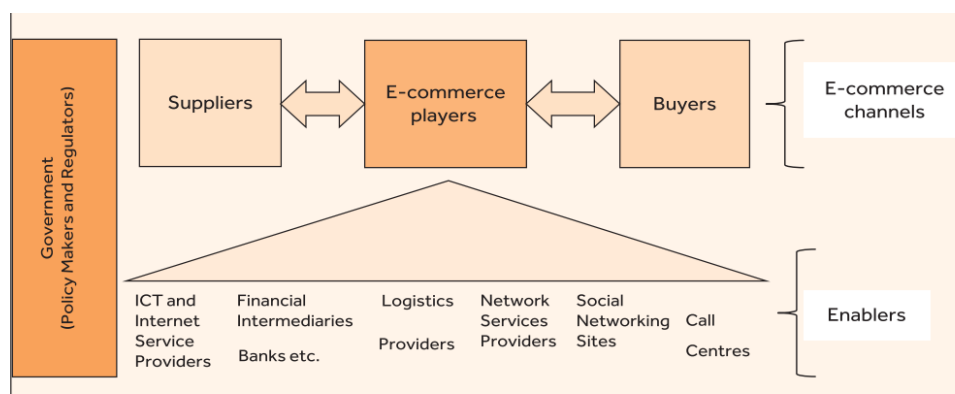 Government
(Policy Makers and Regulators)
Suppliers
E-commerce
players
Buyers
E-commerce
channels
ICT and
Internet
Service
Providers
Financial
Intermediaries
Banks etc.
Logistics
Providers
Network
Services
Providers
Social
Networking
Sites
Call
Centres
Enablers